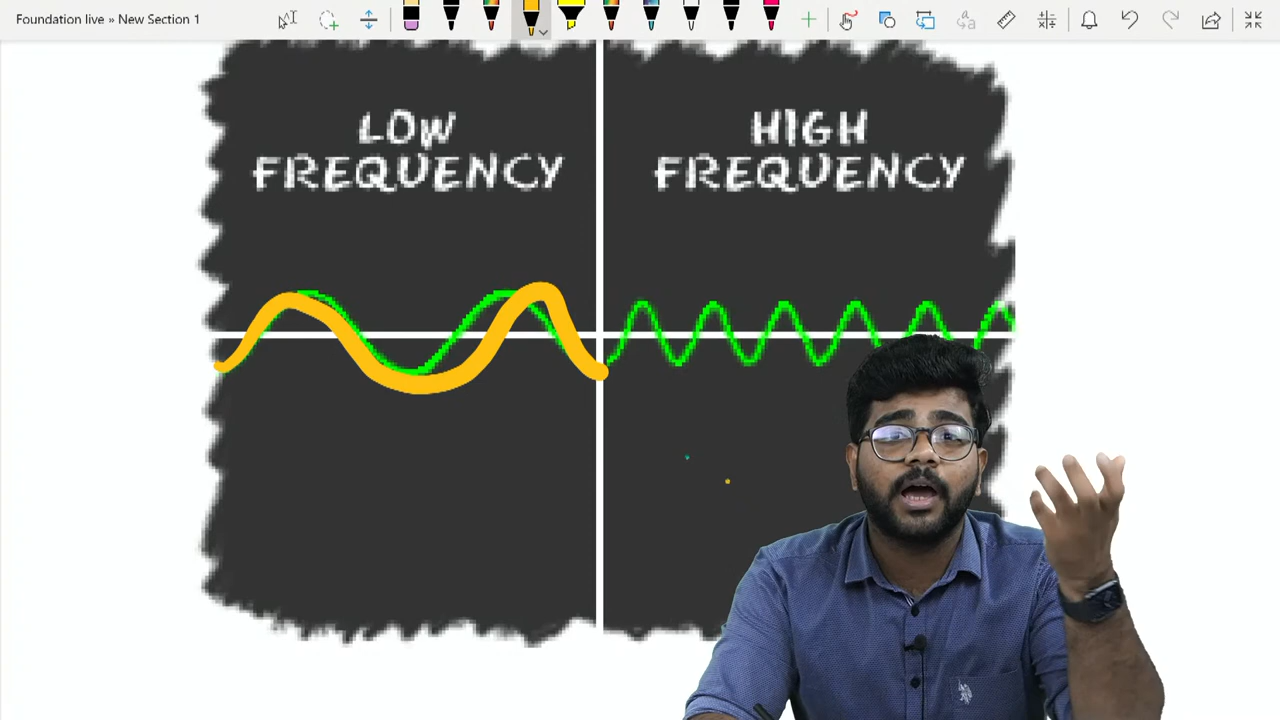 Foundation live » New Section 1
LOW
FREQUENCY
HIGH
FREQUENCY